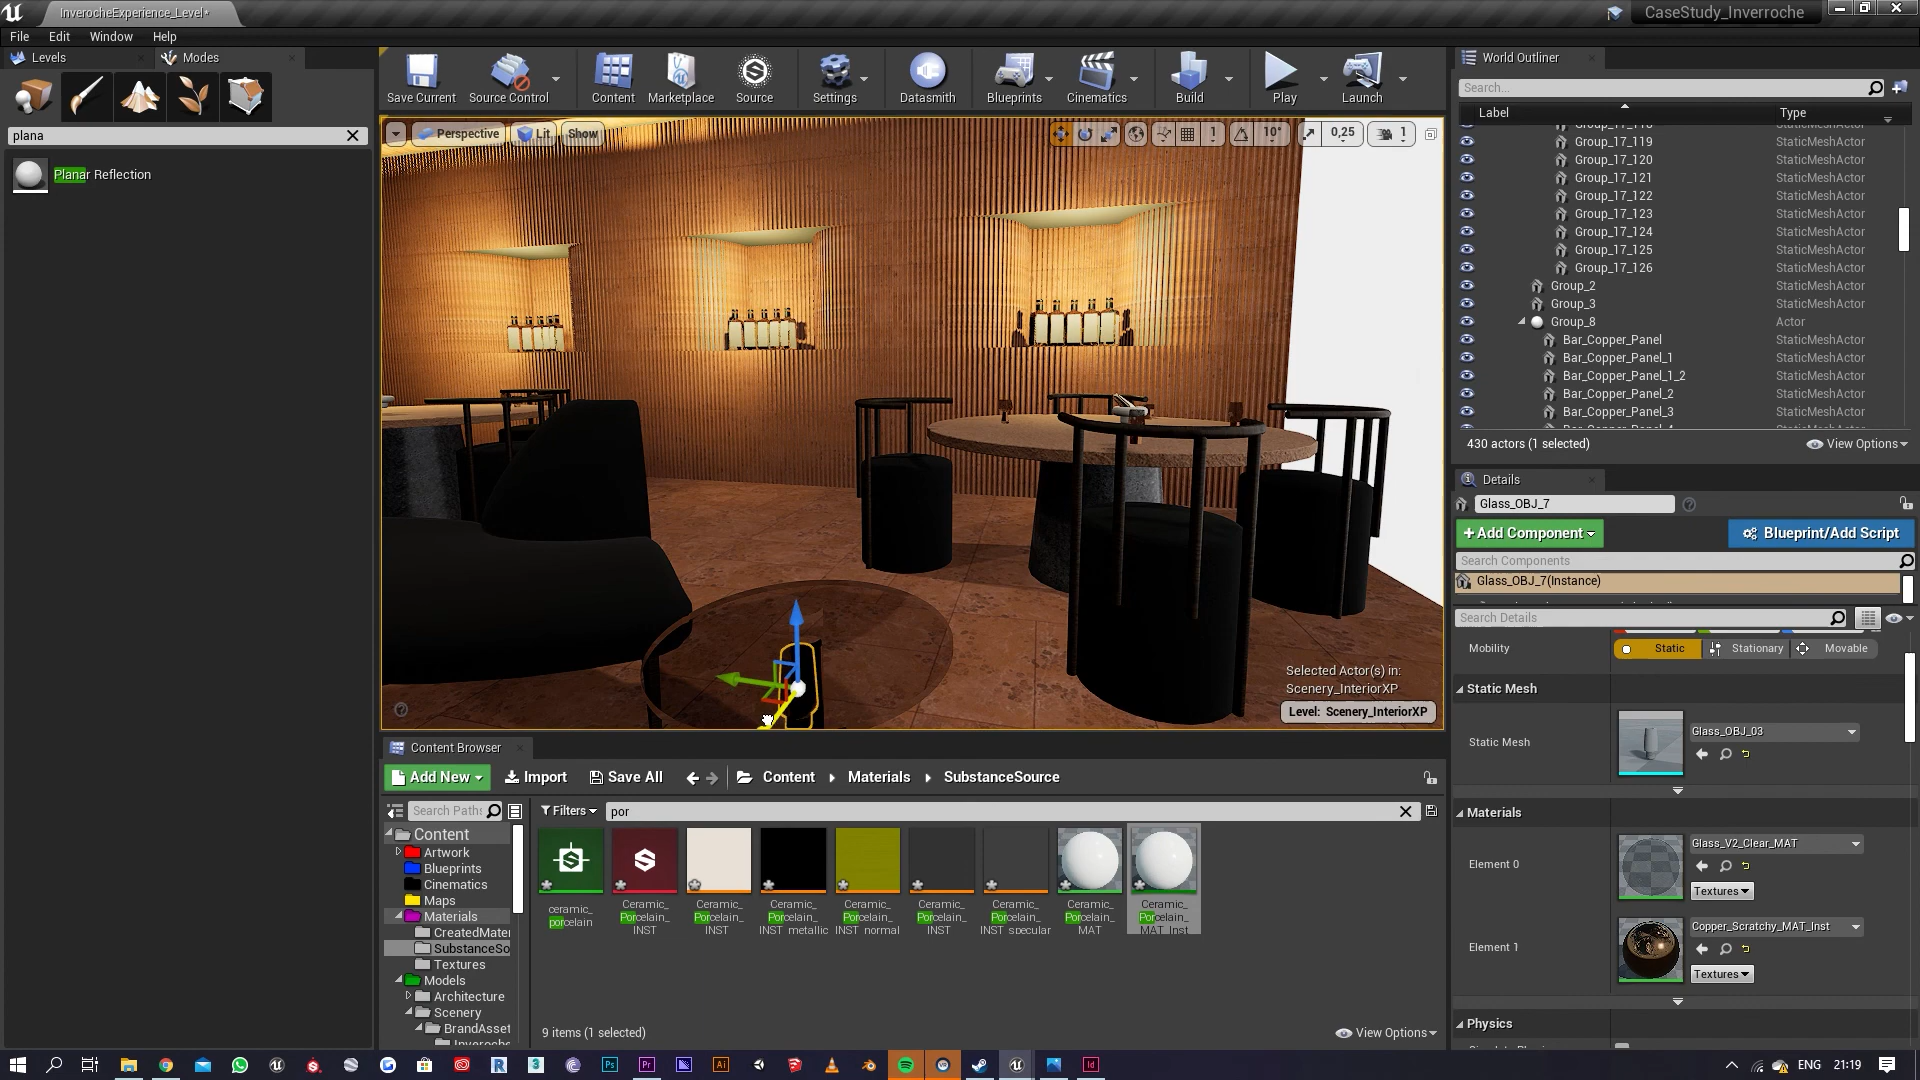 InverocheExperience_Level*
CaseStudy_Inverroche
File Edit Window Help
Levels
Modes
plana
Planar Reflection
Save Current
Source Control
Content
Marketplace
Source
Settings
Datasmith
Blueprints
Cinematics
Build
Play
Launch
Perspective
Lit
Show
1
10°
0,25
1
Selected Actor(s) in:
Scenery_InteriorXP
Level: Scenery_InteriorXP
World Outliner
Search...
Label
Type
Group_17_119 StaticMeshActor
Group_17_120 StaticMeshActor
Group_17_121 StaticMeshActor
Group_17_122 StaticMeshActor
Group_17_123 StaticMeshActor
Group_17_124 StaticMeshActor
Group_17_125 StaticMeshActor
Group_17_126 StaticMeshActor
Group_2 StaticMeshActor
Group_3 StaticMeshActor
Group_8 Actor
Bar_Copper_Panel StaticMeshActor
Bar_Copper_Panel_1 StaticMeshActor
Bar_Copper_Panel_1_2 StaticMeshActor
Bar_Copper_Panel_2 StaticMeshActor
Bar_Copper_Panel_3 StaticMeshActor
430 actors (1 selected)
View Options
Details
Glass_OBJ_7
+Add Component
Blueprint/Add Script
Search Components
Glass_OBJ_7(Instance)
Search Details
Mobility
Static
Stationary
Movable
Static Mesh
Static Mesh
Glass_OBJ_03
Materials
Element 0
Glass_V2_Clear_MAT
Textures
Element 1
Copper_Scratchy_MAT_Inst
Textures
Physics
Content Browser
Add New
Import
Save All
Content
Materials
SubstanceSource
Search Paths
Filters
por
Content
Artwork
Blueprints
Cinematics
Maps
Materials
CreatedMater
SubstanceSo
Textures
Models
Architecture
Scenery
BrandAsset
ceramic_
porcelain
Ceramic_
Porcelain_
INST
Ceramic_
Porcelain_
INST
Ceramic_
Porcelain_
INST_metallic
Ceramic_
Porcelain_
INST_normal
Ceramic_
Porcelain_
INST
Ceramic_
Porcelain_
INST_specular
Ceramic_
Porcelain_
MAT
Ceramic_
Porcelain_
MAT_Inst
9 items (1 selected)
View Options
ENG
21:19